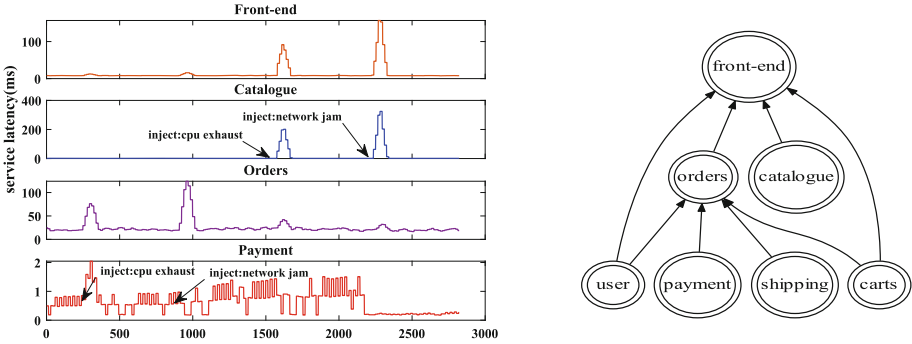 Front-end
100
0
Catalogue
400
200
0
inject:network jam
inject:cpu exhaust
Orders
100
50
0
Payment
2
1
0
inject:cpu exhaust
inject:network jam
0
500
1000
1500
2000
2500
3000
service latency(ms)
front-end
orders
catalogue
user
payment
shipping
carts